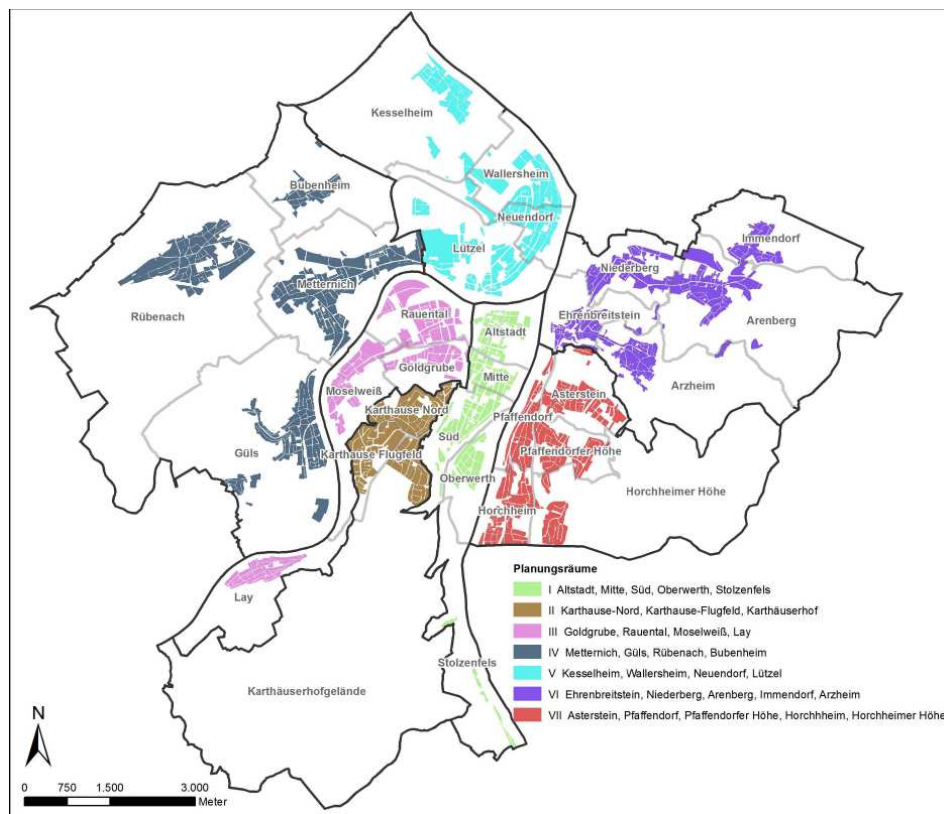 Kesselheim
Wallersheim
Bubenheim
Neuendorf
Immendorf
Lützel
Niederberg
Metternich
Rübenach
Rauental
Ehrenbreitstein
Arenberg
Altstadt
Goldgrube
Mitte
Arzheim
Moselweiß
Asterstein
Karthause Nord
Pfaffendorf
Süd
Güls
Karthause Flugfeld
Pfaffendorfer Höhe
Oberwerth
Horchheimer Höhe
Horchheim
Lay
Stolzenfels
Karthäuserhofgelände
Planungsräume
I Altstadt, Mitte, Süd, Oberwerth, Stolzenfels
II Karthause-Nord, Karthause-Flugfeld, Karthäuserhof
III Goldgrube, Rauental, Moselweiß, Lay
IV Metternich, Güls, Rübenach, Bubenheim
V Kesselheim, Wallersheim, Neuendorf, Lützel
VI Ehrenbreitstein, Niederberg, Arenberg, Immendorf, Arzheim
VII Asterstein, Pfaffendorf, Pfaffendorfer Höhe, Horchhheim, Horchheimer Höhe
N
0 750 1.500 3.000
Meter